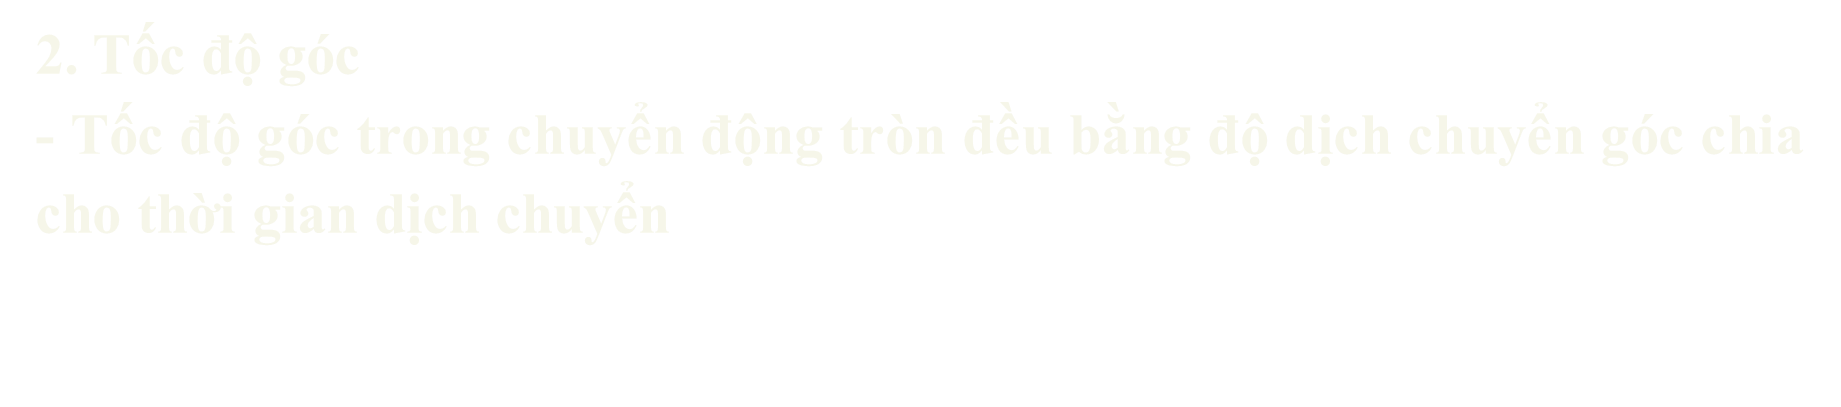 2. Tốc độ góc
- Tốc độ góc trong chuyển động tròn đều bằng độ dịch chuyển góc chia
cho thời gian dịch chuyển